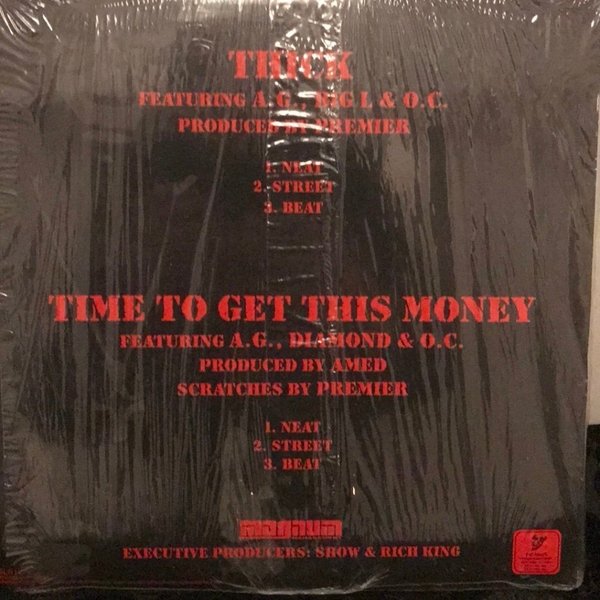 THICK
FEATURING A.G., BIG L & O.C.
PRODUCED BY PREMIER
1. NEAT
2. STREET
3. BEAT
TIME TO GET THIS MONEY
FEATURING A.G., DIAMOND & O.C.
PRODUCED BY AMED
SCRATCHES BY PREMIER
1. NEAT
2. STREET
3. BEAT
EXECUTIVE PRODUCERS: SHOW & RICH KING